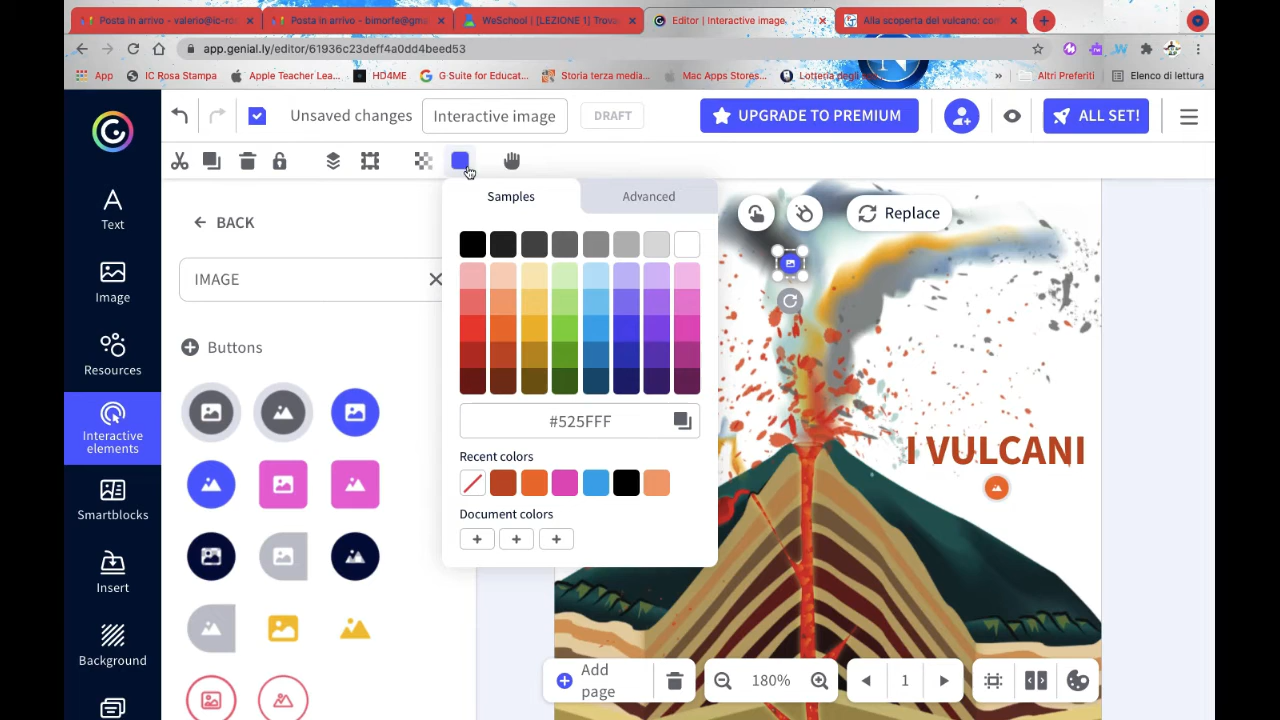 Posta in arrivo - valerio@ic-ro
Posta in arrivo - bimorfe@gma
WeSchool | [LEZIONE 1] Trova
Editor | Interactive image
Alla scoperta del vulcano: com
app.genial.ly/editor/61936c23deff4a0dd4beed53
App
IC Rosa Stampa
Apple Teacher Lea...
HD4ME
G Suite for Educat...
Storia terza media...
Mac Apps Stores...
Lotteria degli
»
Altri Preferiti
Elenco di lettura
Unsaved changes
Interactive image
DRAFT
UPGRADE TO PREMIUM
ALL SET!
Text
Image
Resources
Interactive
elements
Smartblocks
Insert
Background
BACK
IMAGE
Buttons
Samples
Advanced
#525FFF
Recent colors
Document colors
Replace
I VULCANI
Add
page
180%
1